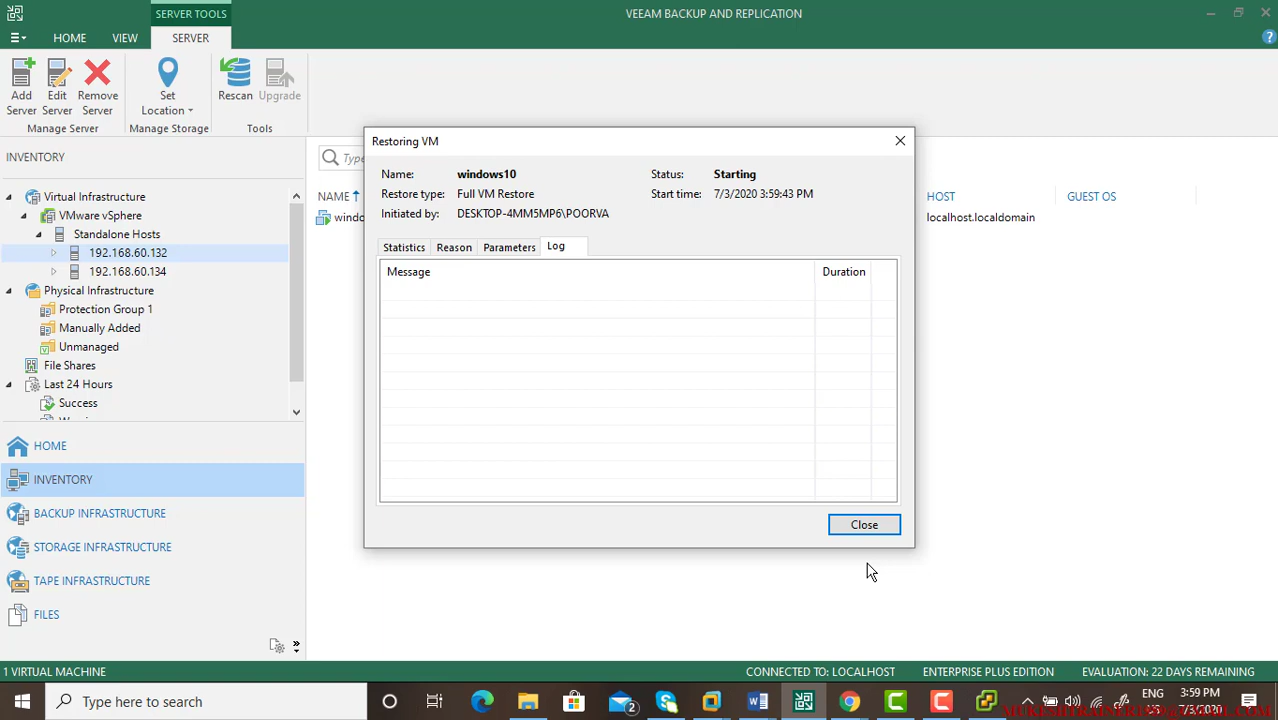 SERVER TOOLS
VEEAM BACKUP AND REPLICATION
HOME VIEW SERVER
Add Server
Edit Server
Remove Server
Set Location
Rescan
Upgrade
Manage Server
Manage Storage
Tools
INVENTORY
Virtual Infrastructure
VMware vSphere
Standalone Hosts
192.168.60.132
192.168.60.134
Physical Infrastructure
Protection Group 1
Manually Added
Unmanaged
File Shares
Last 24 Hours
Success
HOME
INVENTORY
BACKUP INFRASTRUCTURE
STORAGE INFRASTRUCTURE
TAPE INFRASTRUCTURE
FILES
NAME
HOST
GUEST OS
localhost.localdomain
Restoring VM
Name: windows10
Status: Starting
Restore type: Full VM Restore
Start time: 7/3/2020 3:59:43 PM
Initiated by: DESKTOP-4MM5MP6\POORVA
Statistics Reason Parameters Log
Message Duration
Close
1 VIRTUAL MACHINE
CONNECTED TO: LOCALHOST
ENTERPRISE PLUS EDITION
EVALUATION: 22 DAYS REMAINING
Type here to search
2
ENG
3:59 PM
7/3/2020